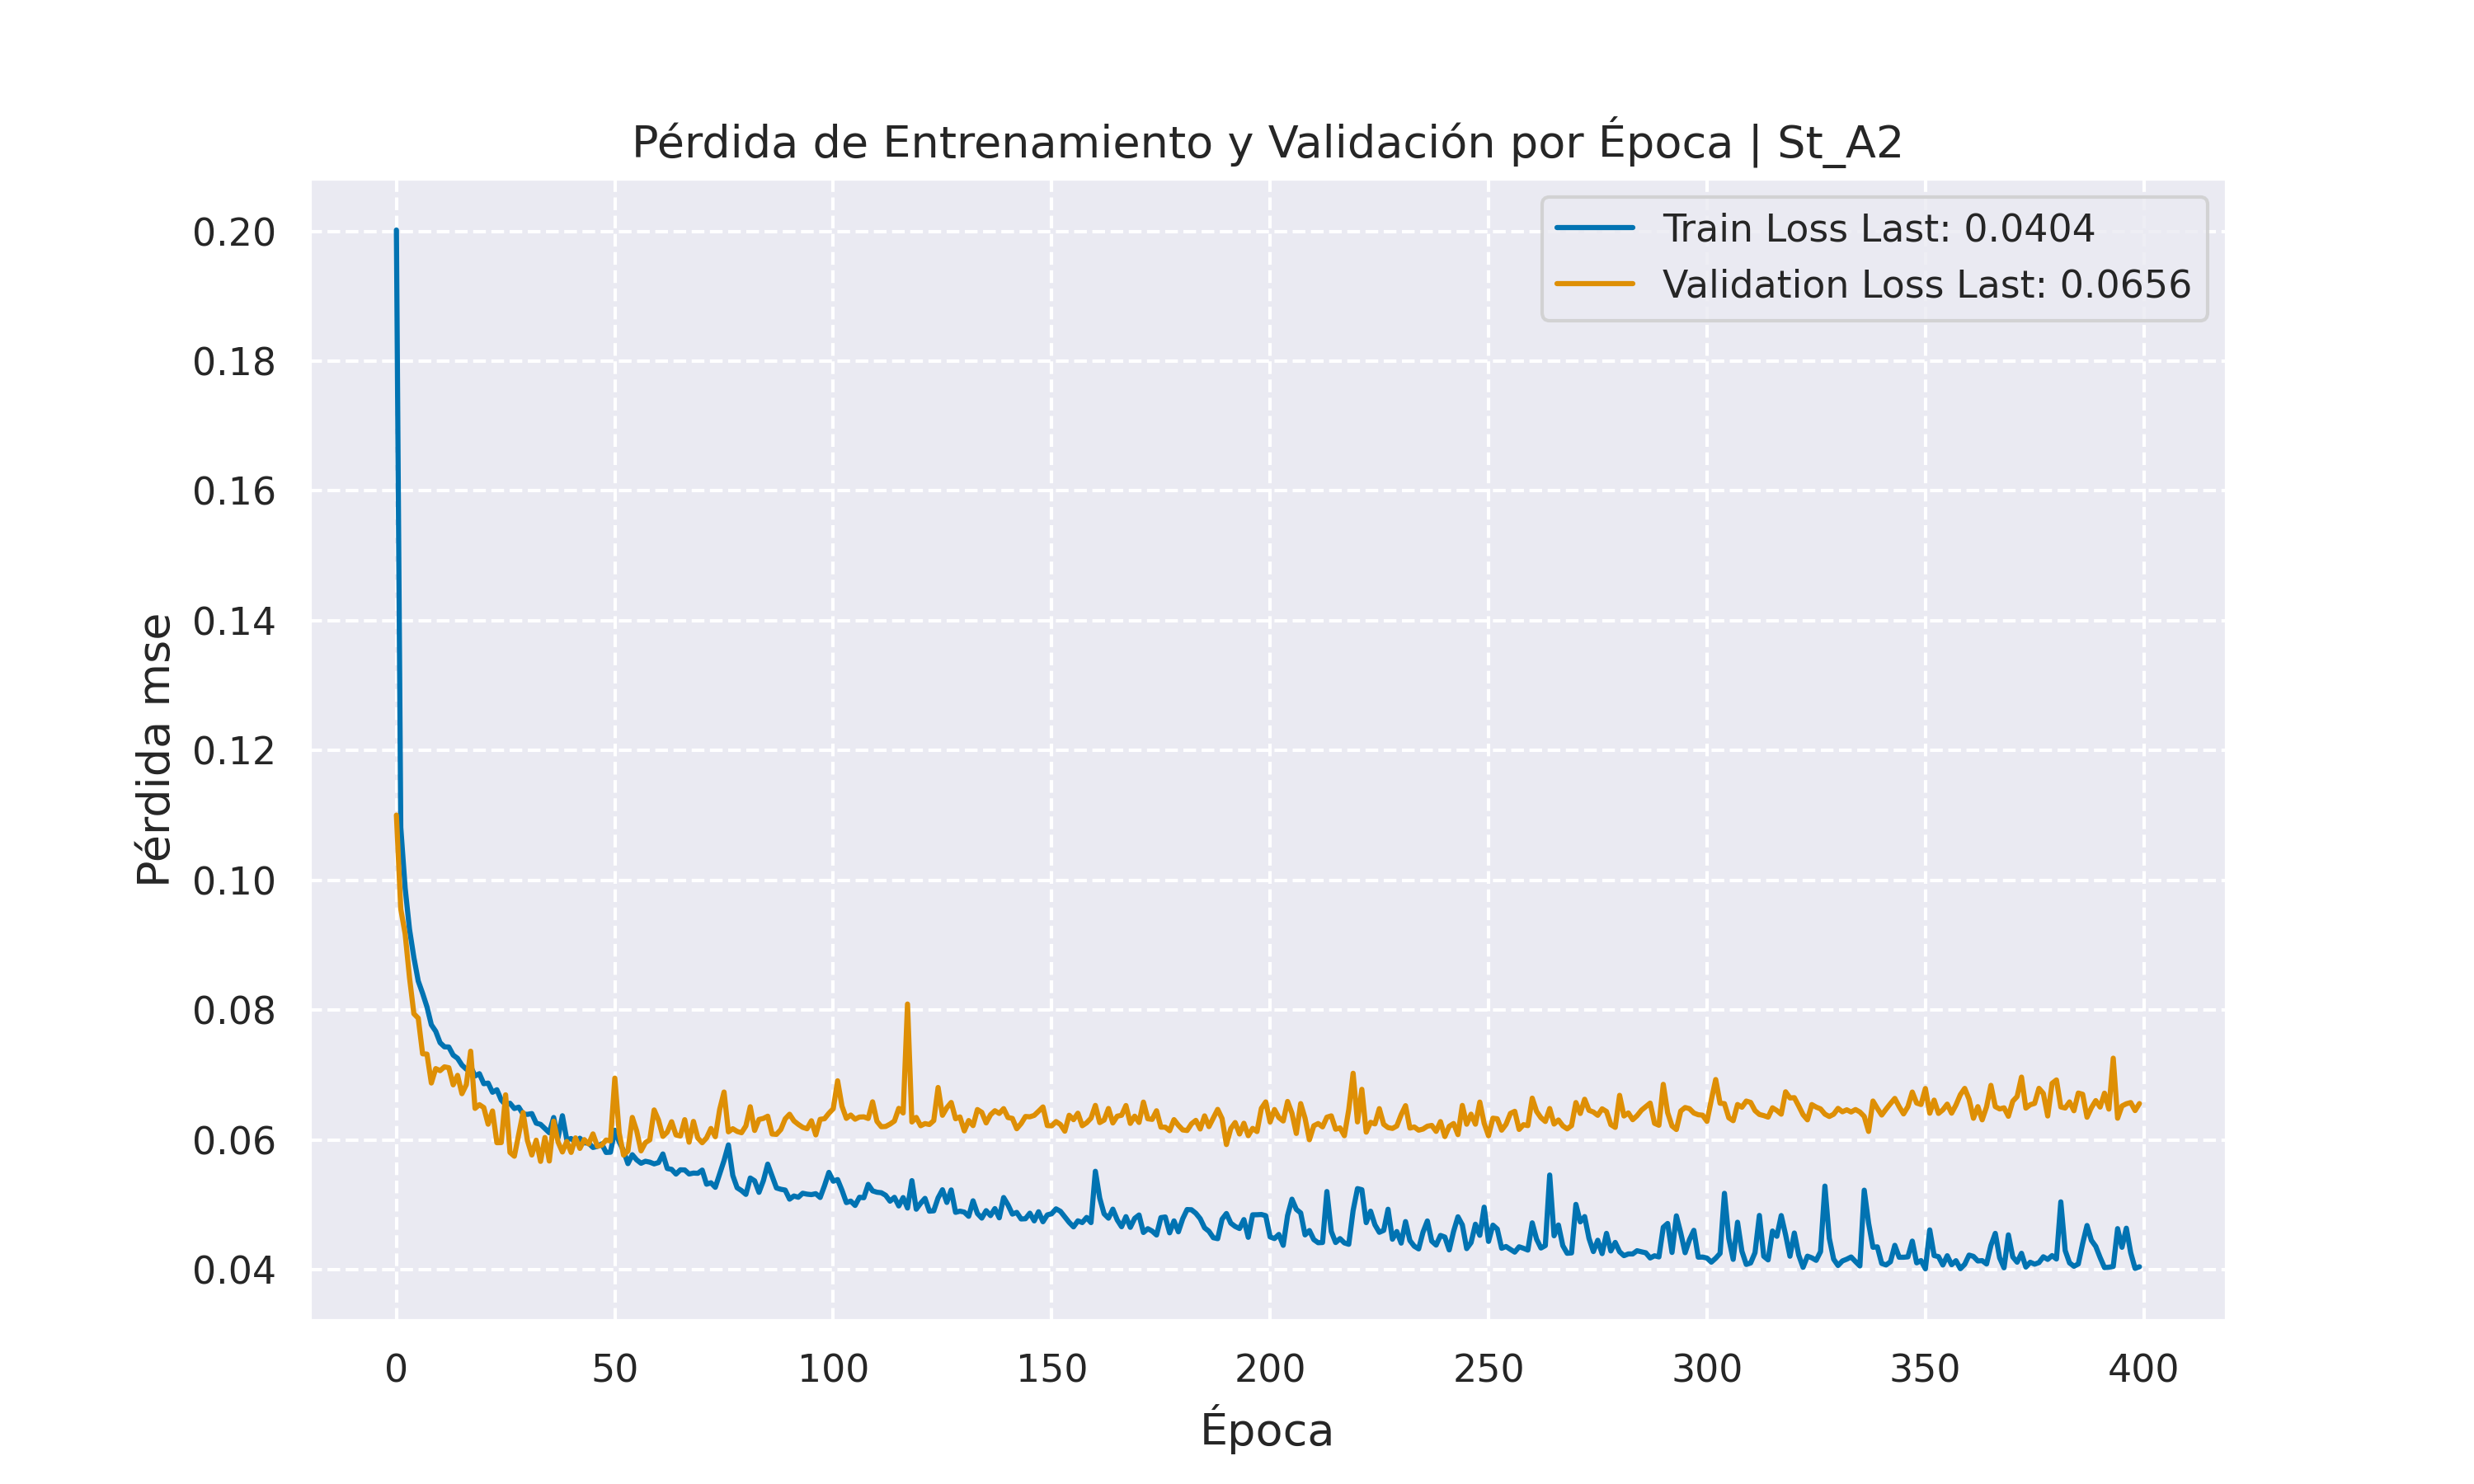 Pérdida de Entrenamiento y Validación por Época | St_A2
Train Loss Last: 0.0404
Validation Loss Last: 0.0656
Pérdida mse
0.20
0.18
0.16
0.14
0.12
0.10
0.08
0.06
0.04
0 50 100 150 200 250 300 350 400
Época